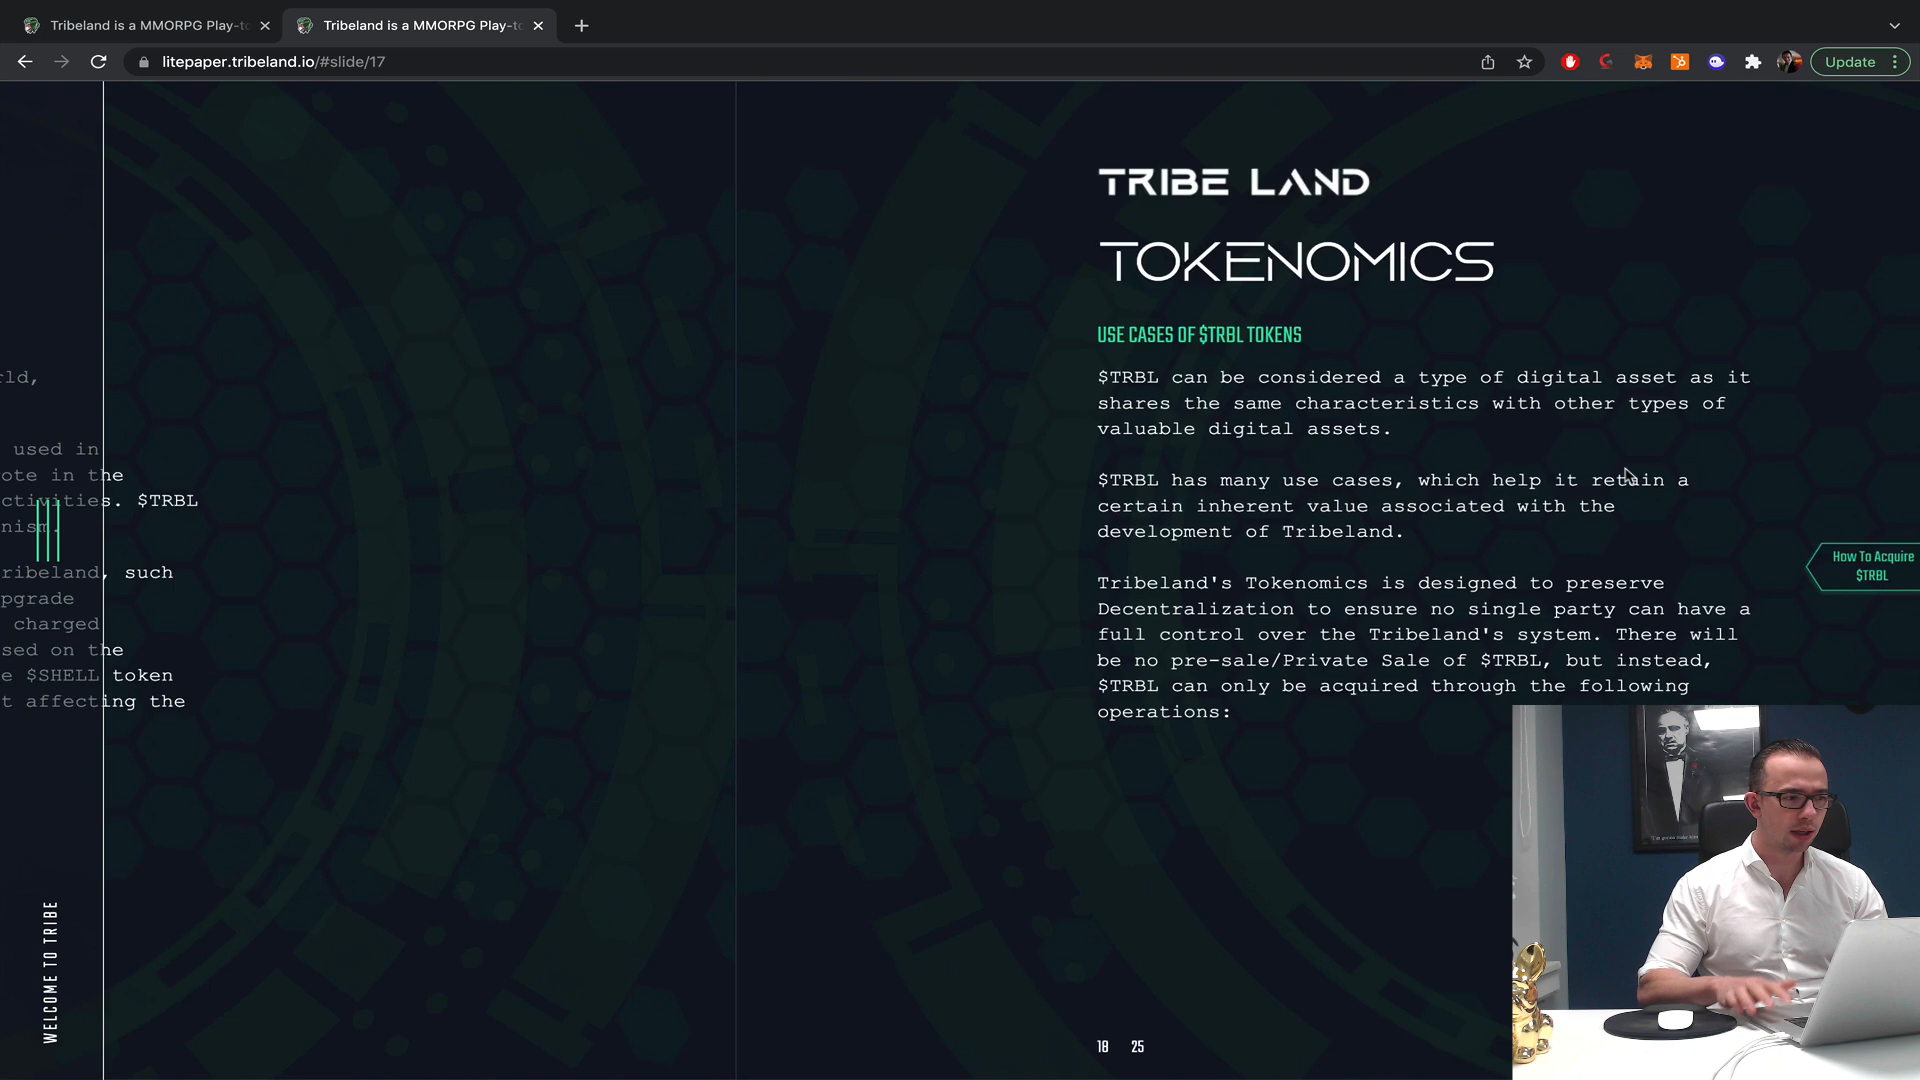 Tribeland is a MMORPG Play-to
Tribeland is a MMORPG Play-to
litepaper.tribeland.io/#slide/17
Update
rld,
used in
ote in the
ctivities. $TRBL
nism.
ribeland, such
pgrade
charged
sed on the
e $SHELL token
t affecting the
WELCOME TO TRIBE
TRIBE LAND
TOKENOMICS
USE CASES OF $TRBL TOKENS
$TRBL can be considered a type of digital asset as it
shares the same characteristics with other types of
valuable digital assets.
$TRBL has many use cases, which help it retain a
certain inherent value associated with the
development of Tribeland.
Tribeland's Tokenomics is designed to preserve
Decentralization to ensure no single party can have a
full control over the Tribeland's system. There will
be no pre-sale/Private Sale of $TRBL, but instead,
$TRBL can only be acquired through the following
operations:
How To Acquire
$TRBL
18 25